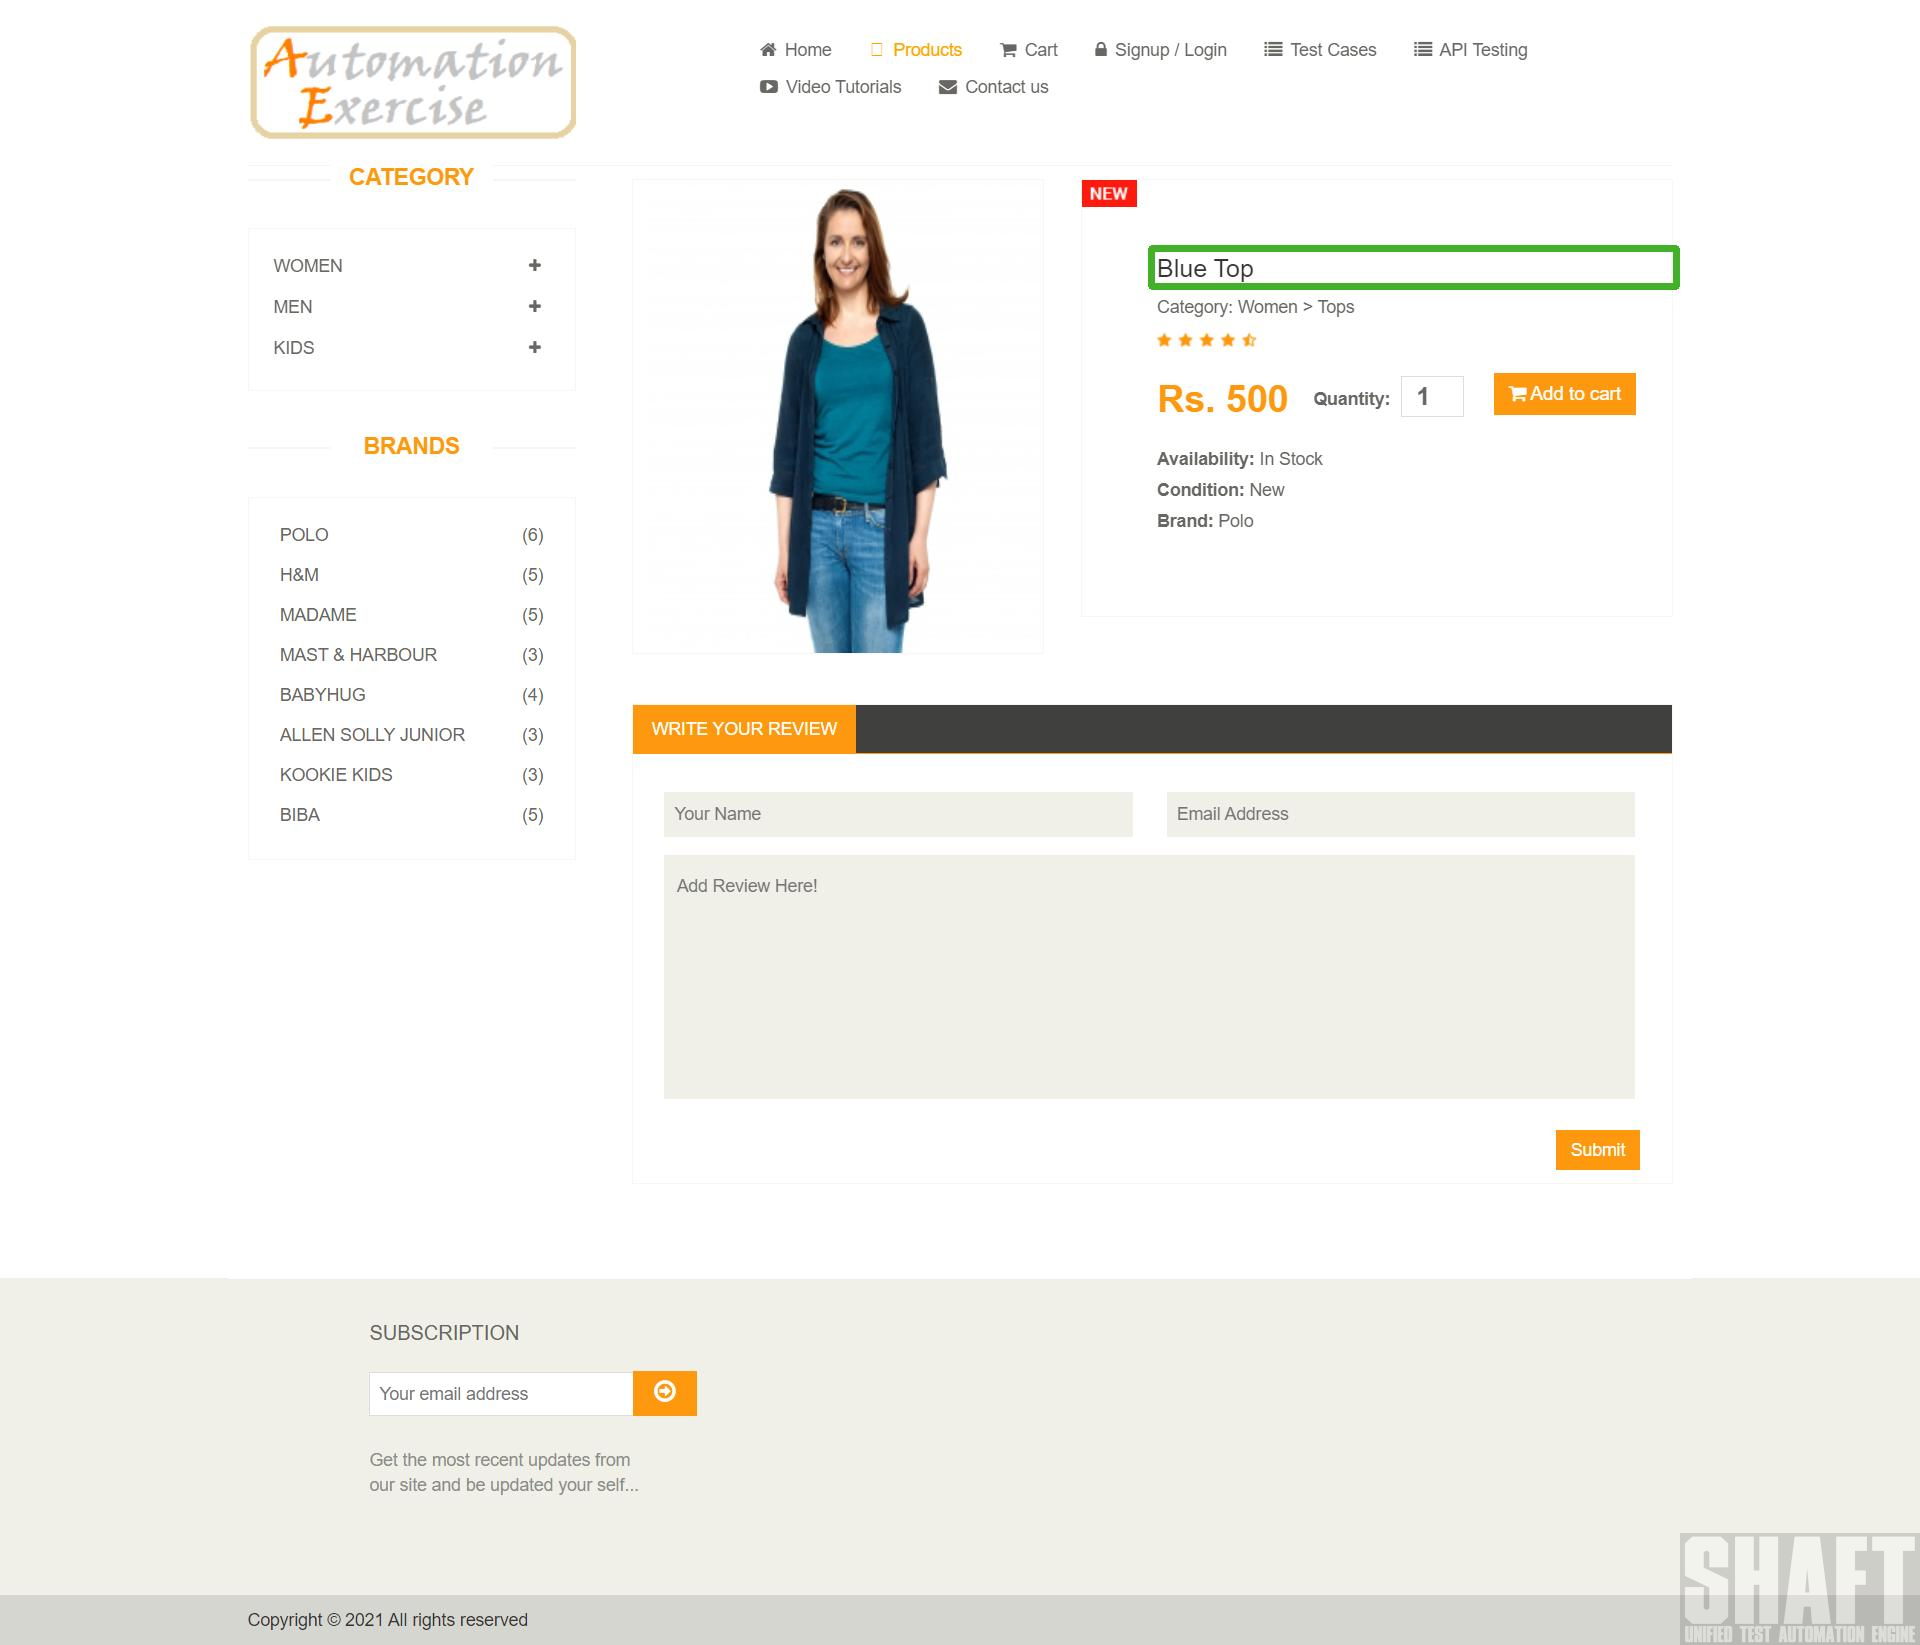 Automation
Exercise
Home
Products
Cart
Signup / Login
Test Cases
API Testing
Video Tutorials
Contact us
CATEGORY
WOMEN
MEN
KIDS
BRANDS
POLO (6)
H&M (5)
MADAME (5)
MAST & HARBOUR (3)
BABYHUG (4)
ALLEN SOLLY JUNIOR (3)
KOOKIE KIDS (3)
BIBA (5)
NEW
Blue Top
Category: Women > Tops
Rs. 500 Quantity: 1 Add to cart
Availability: In Stock
Condition: New
Brand: Polo
WRITE YOUR REVIEW
Your Name
Email Address
Add Review Here!
Submit
SUBSCRIPTION
Your email address
Get the most recent updates from
our site and be updated your self...
Copyright © 2021 All rights reserved
SHAFT
UNIFIED TEST AUTOMATION ENGINE